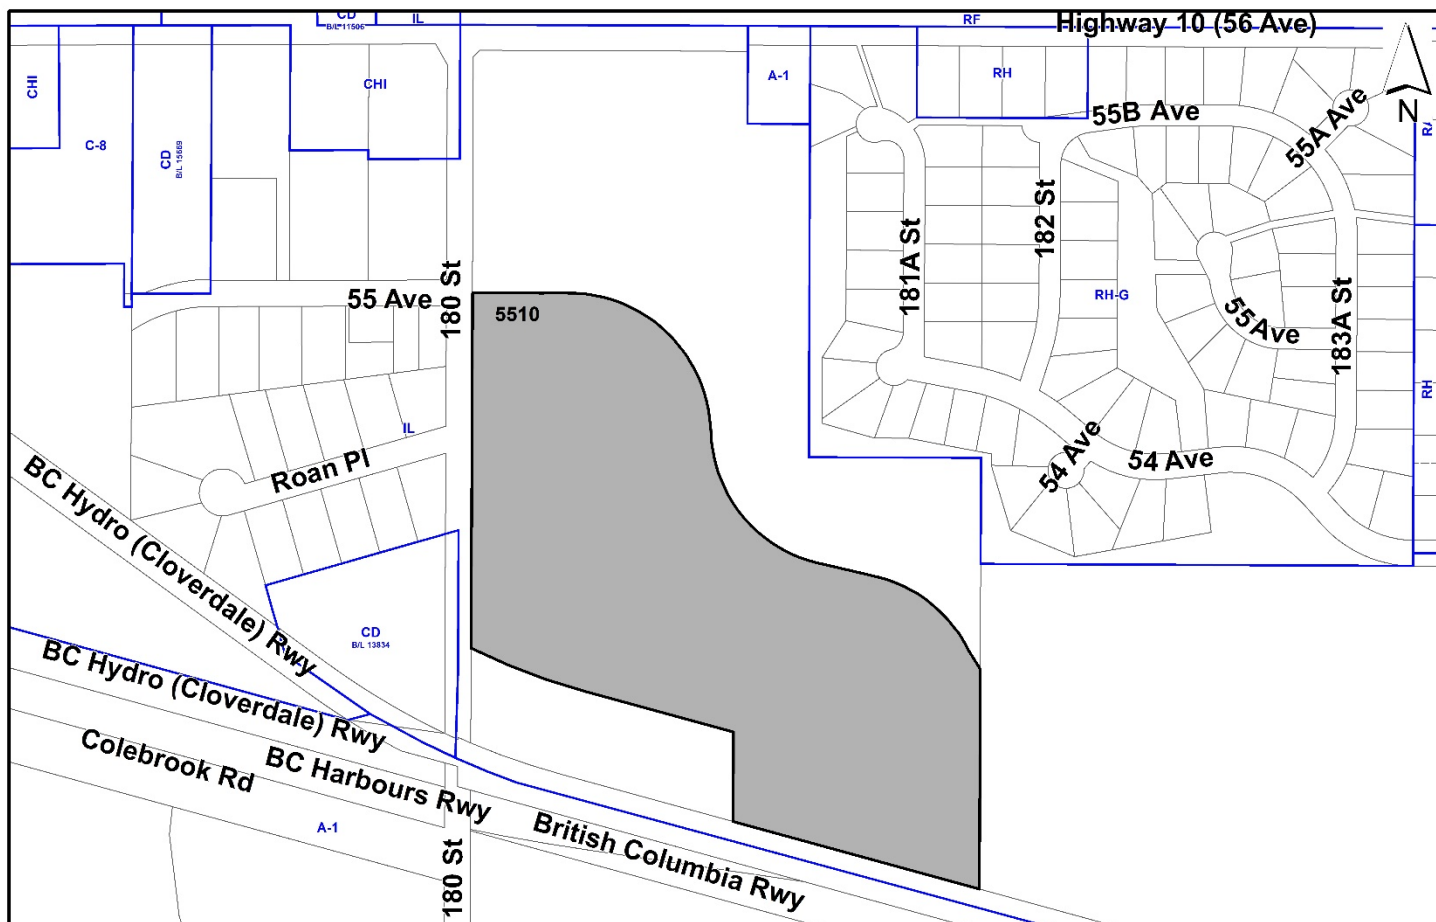 CD
B/L 11506
IL
RF
Highway 10 (56 Ave)
CHI
C-8
CD
B/L 15669
CHI
A-1
RH
55B Ave
55A Ave
N
RA
180 St
55 Ave
5510
181A St
182 St
RH-G
55 Ave
183A St
RH
IL
Roan Pl
54 Ave
54 Ave
BC Hydro (Cloverdale) Rwy
CD
B/L 13834
BC Hydro (Cloverdale) Rwy
Colebrook Rd
BC Harbours Rwy
A-1
180 St
British Columbia Rwy